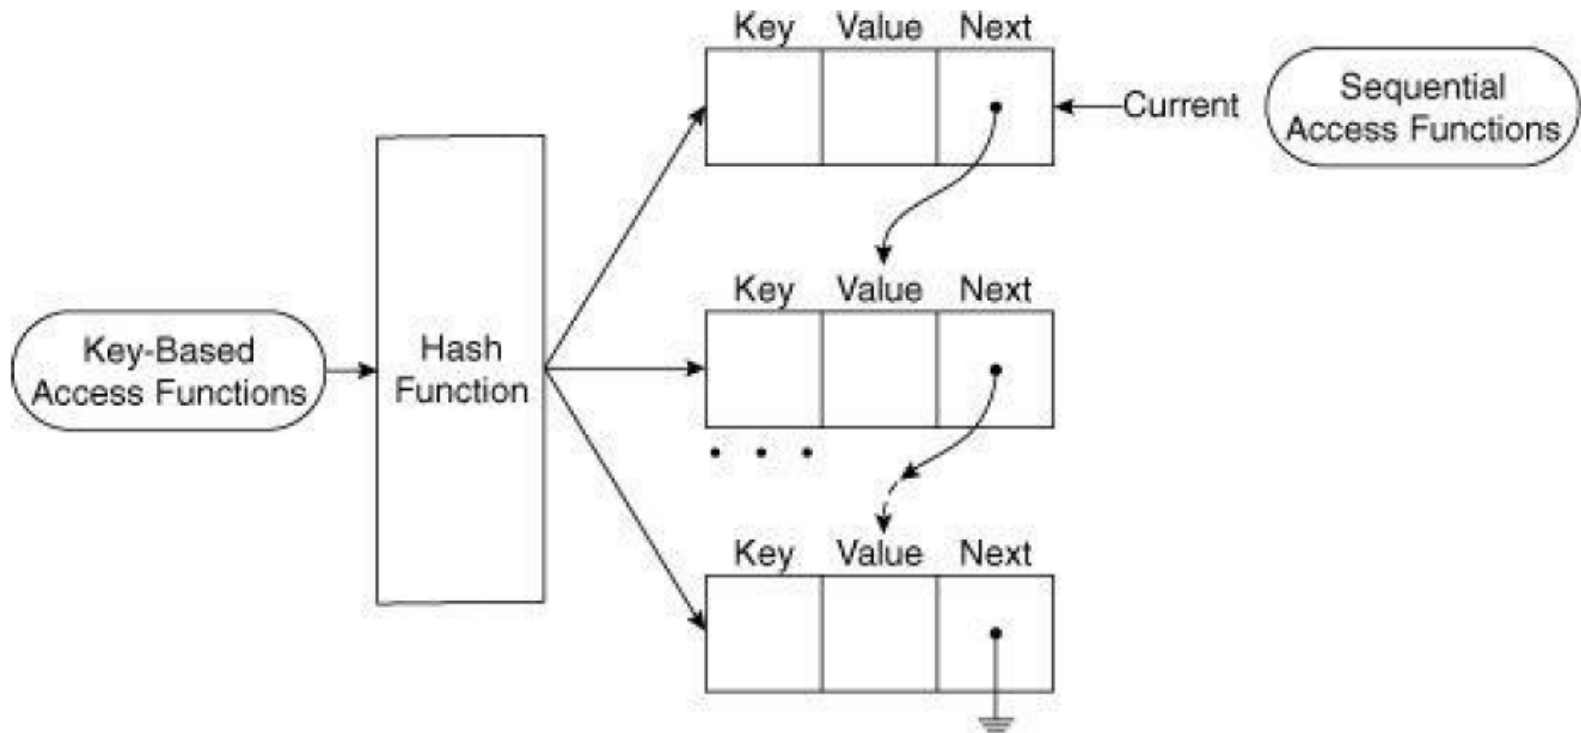 Key Value Next
Current
Sequential
Access Functions
Key-Based
Access Functions
Hash
Function
Key Value Next
Key Value Next